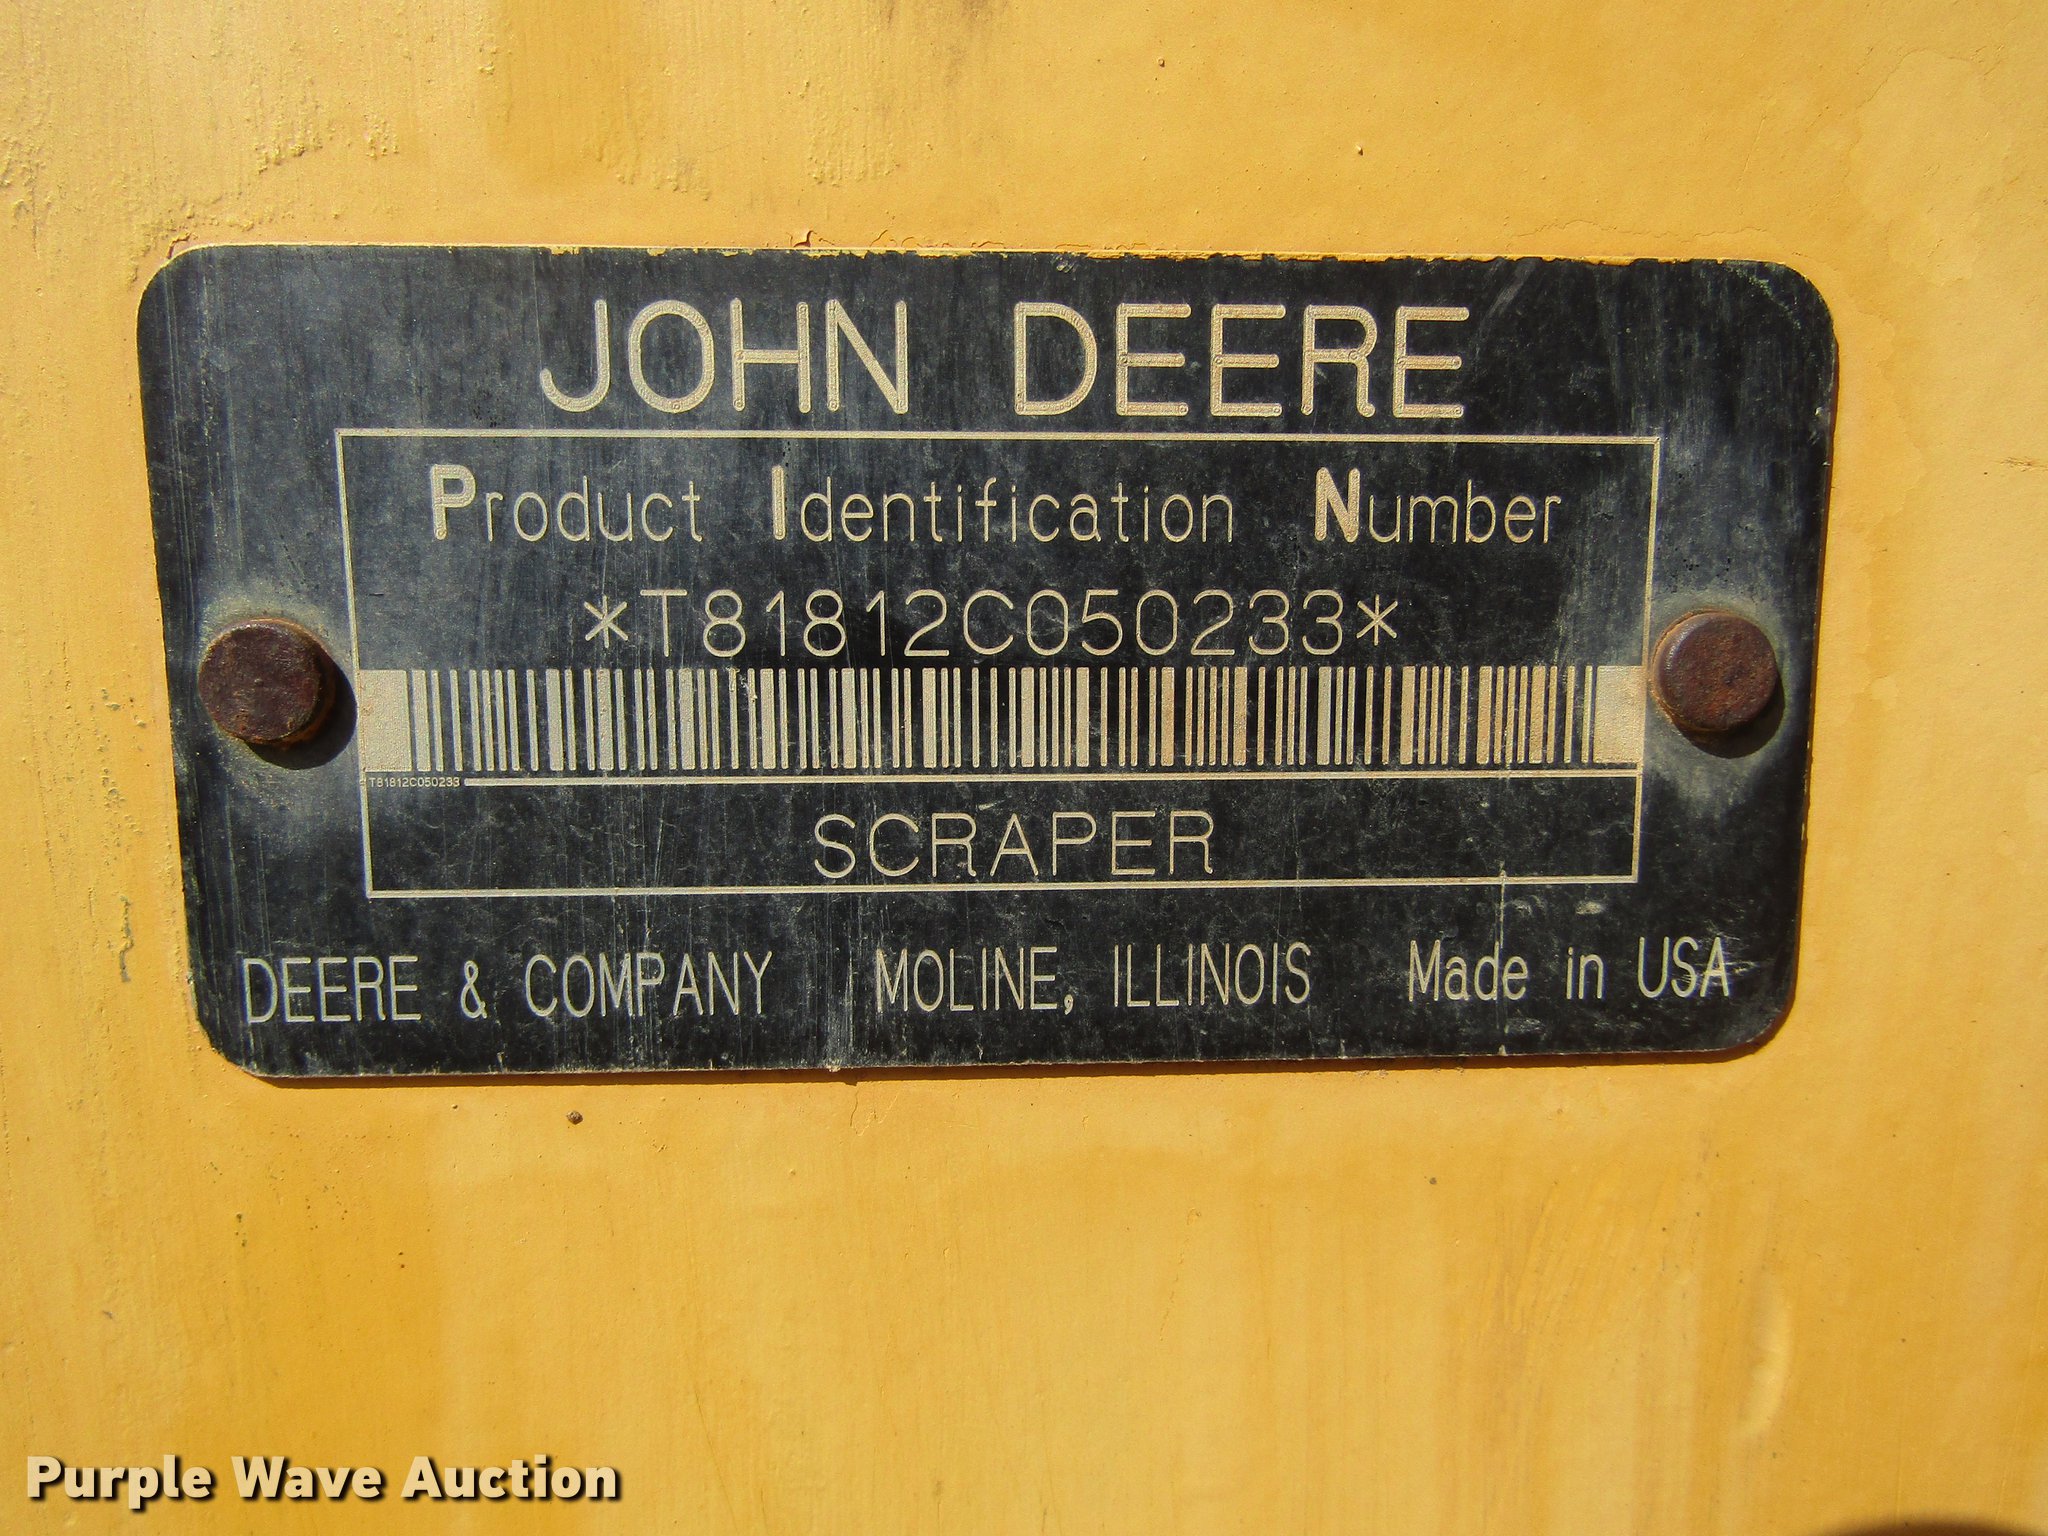 JOHN DEERE
Product Identification Number
*T81812C050233*
T81812C050233
SCRAPER
DEERE & COMPANY MOLINE, ILLINOIS Made in USA
Purple Wave Auction